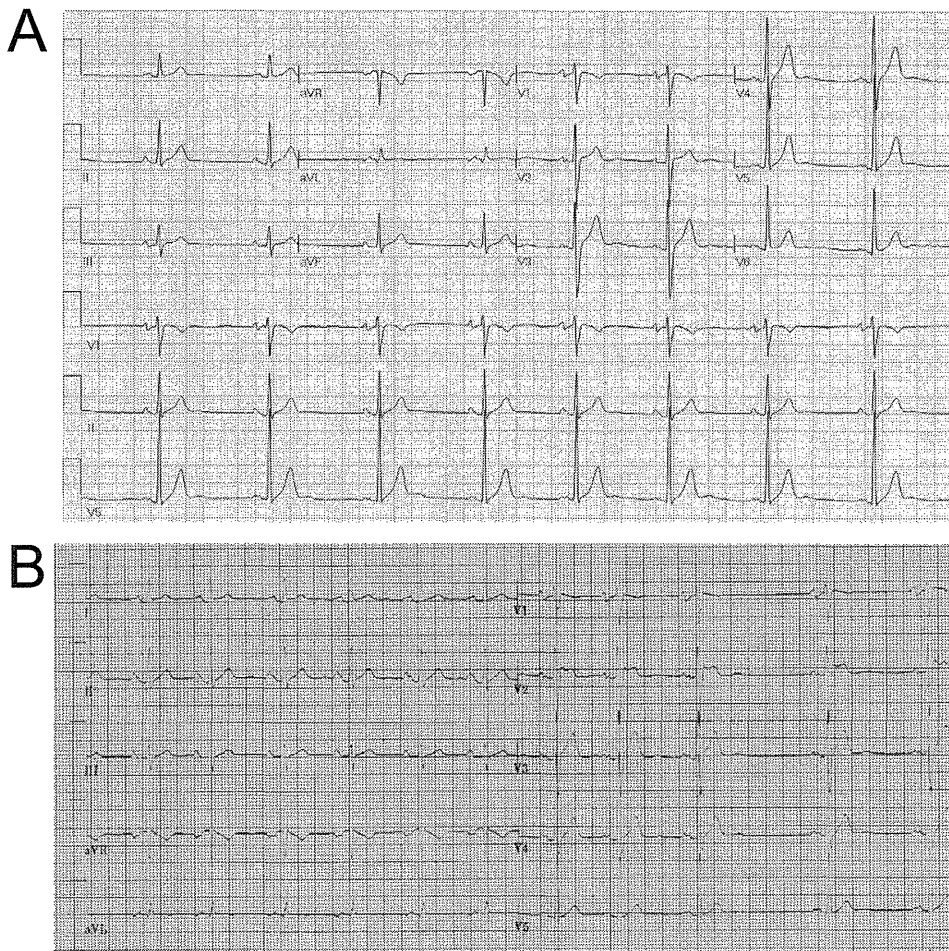 A
I aVR V1 V4
II aVL V2 V5
III aVF V3 V6
V1
II
V5
B
I V1
II V2
III V3
aVR V4
aVL V5